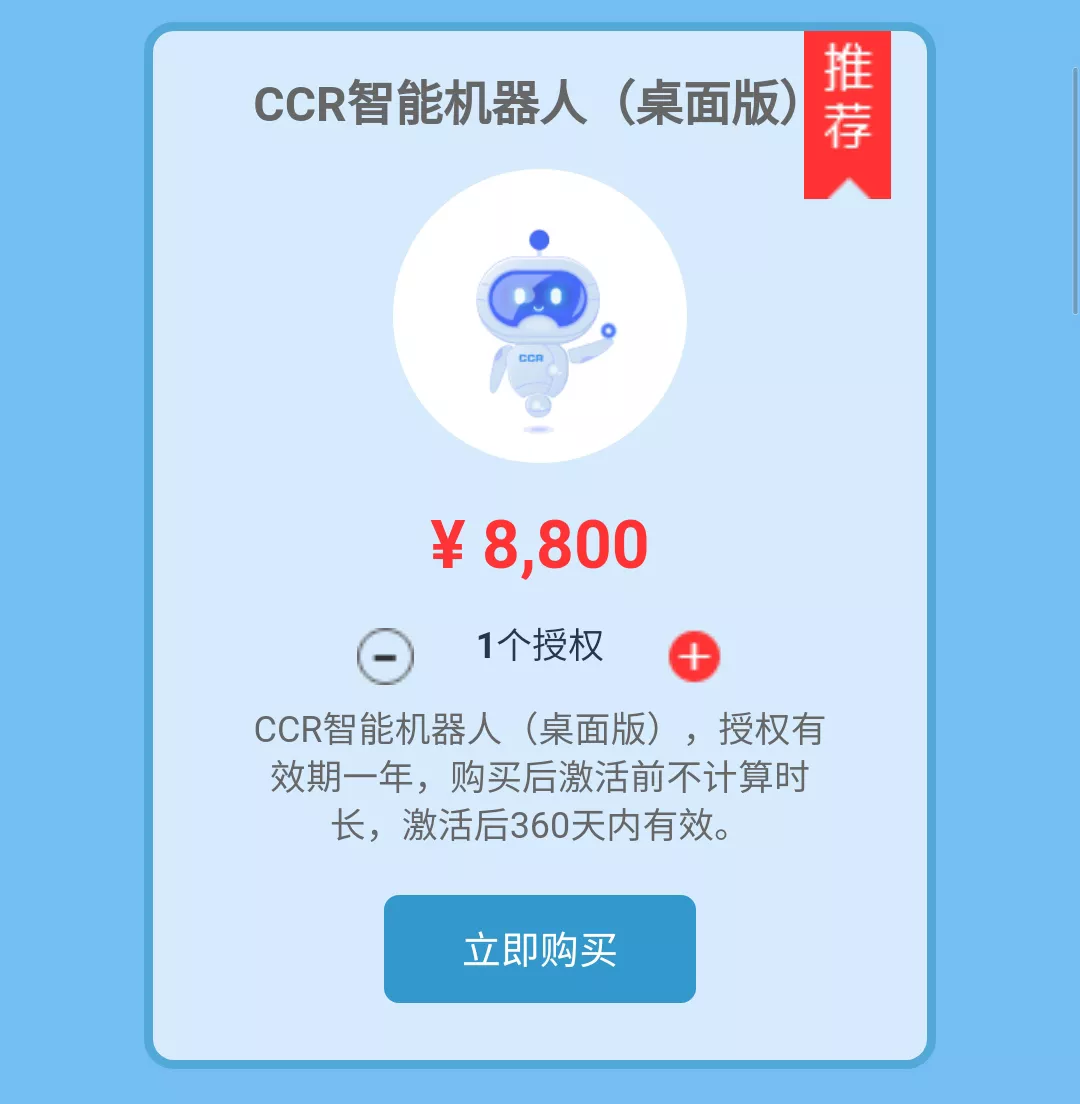 CCR智能机器人（桌面版）
推
荐
CCR
¥ 8,800
1个授权
CCR智能机器人（桌面版），授权有
效期一年，购买后激活前不计算时
长，激活后360天内有效。
立即购买